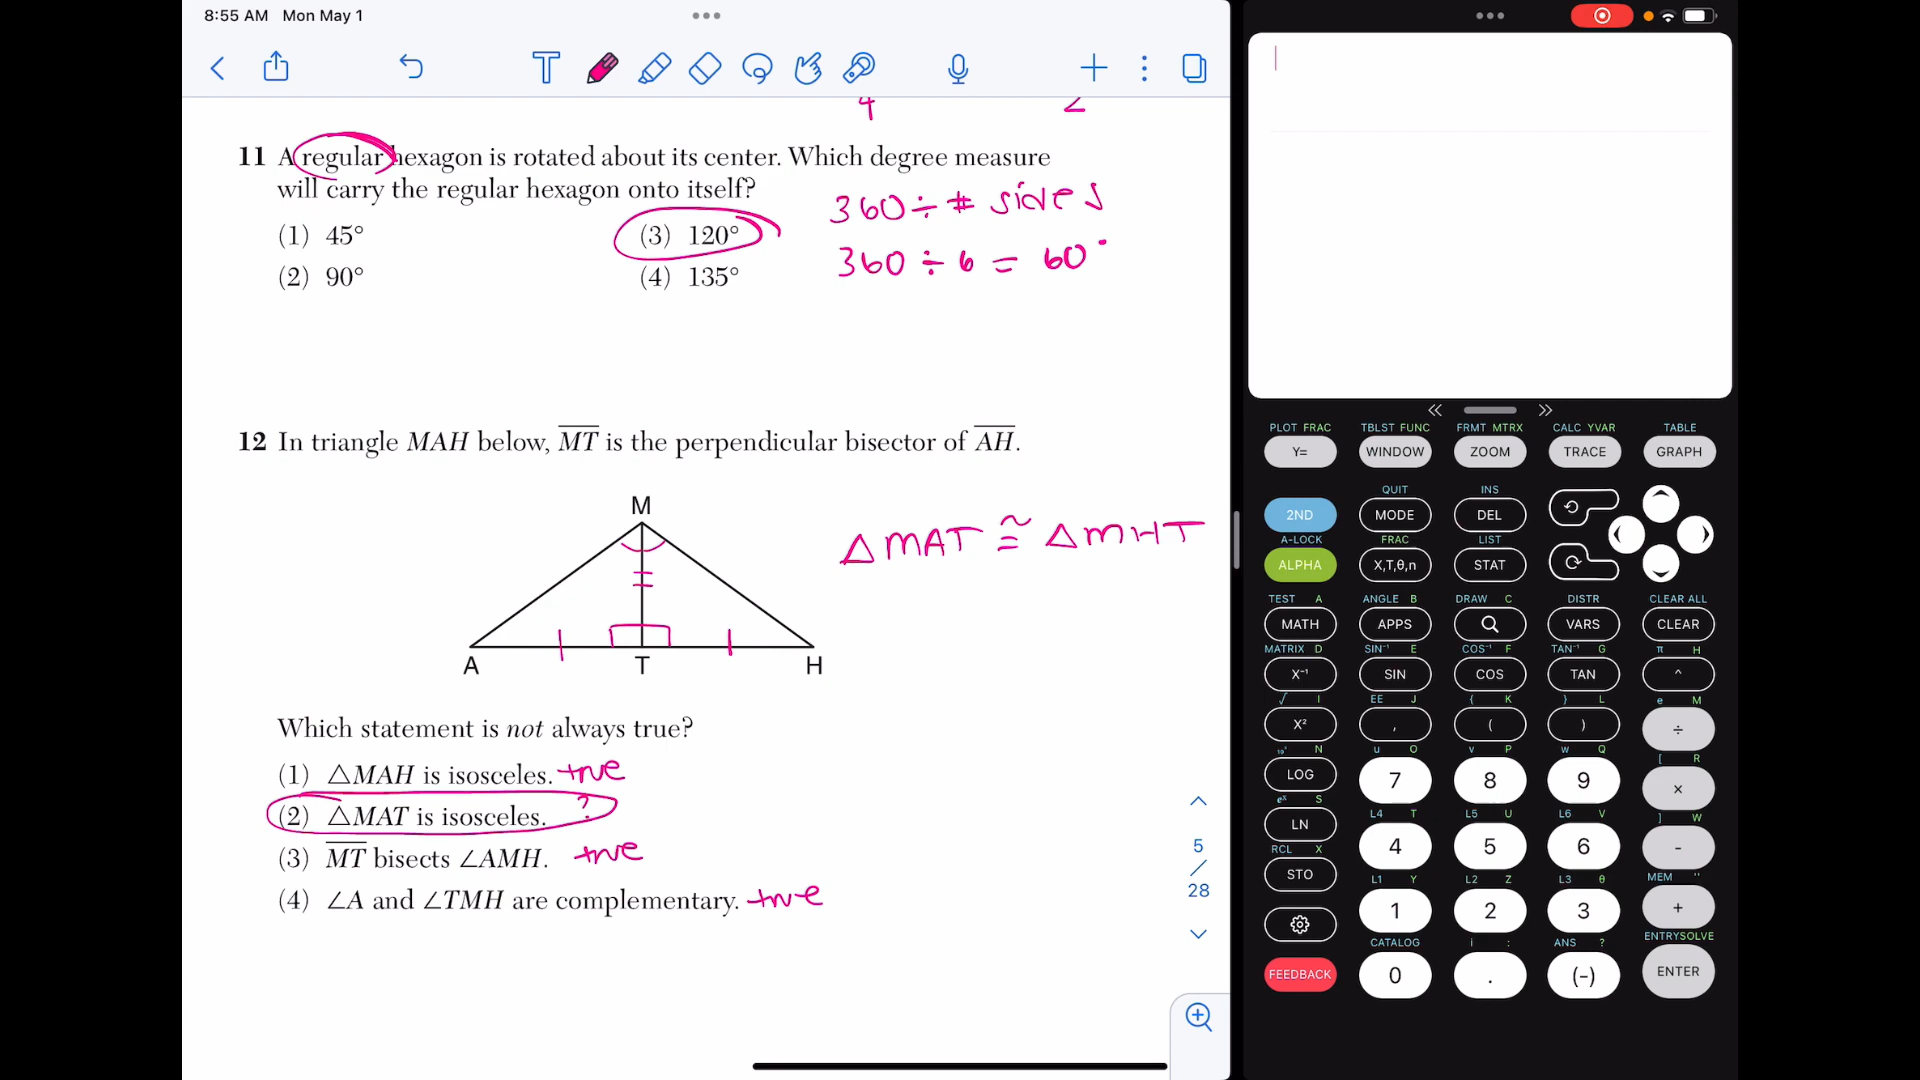 8:55 AM Mon May 1
4 2
11 A regular hexagon is rotated about its center. Which degree measure
will carry the regular hexagon onto itself?
360 ÷ # sides
(1) 45° (3) 120°
360 ÷ 6 = 60°
(2) 90° (4) 135°
12 In triangle MAH below, MT is the perpendicular bisector of AH.
M
△MAT ≅ △MHT
A T H
Which statement is not always true?
(1) △MAH is isosceles. true
(2) △MAT is isosceles. ?
(3) MT bisects ∠AMH. true
(4) ∠A and ∠TMH are complementary. true
5
/
28
PLOT FRAC TBLST FUNC FRMT MTRX CALC YVAR TABLE
Y= WINDOW ZOOM TRACE GRAPH
QUIT INS
2ND MODE DEL
A-LOCK FRAC LIST
ALPHA X,T,θ,n STAT
TEST A ANGLE B DRAW C DISTR CLEAR ALL
MATH APPS VARS CLEAR
MATRIX D SIN⁻¹ E COS⁻¹ F TAN⁻¹ G π H
X⁻¹ SIN COS TAN ^
√ I EE J { K } L e M
X² , ( ) ÷
10ˣ N u O v P w Q [ R
LOG 7 8 9 ×
eˣ S L4 T L5 U L6 V ] W
LN 4 5 6 -
RCL X L1 Y L2 Z L3 θ MEM "
STO 1 2 3 +
CATALOG i : ANS ? ENTRY SOLVE
FEEDBACK 0 . (-) ENTER